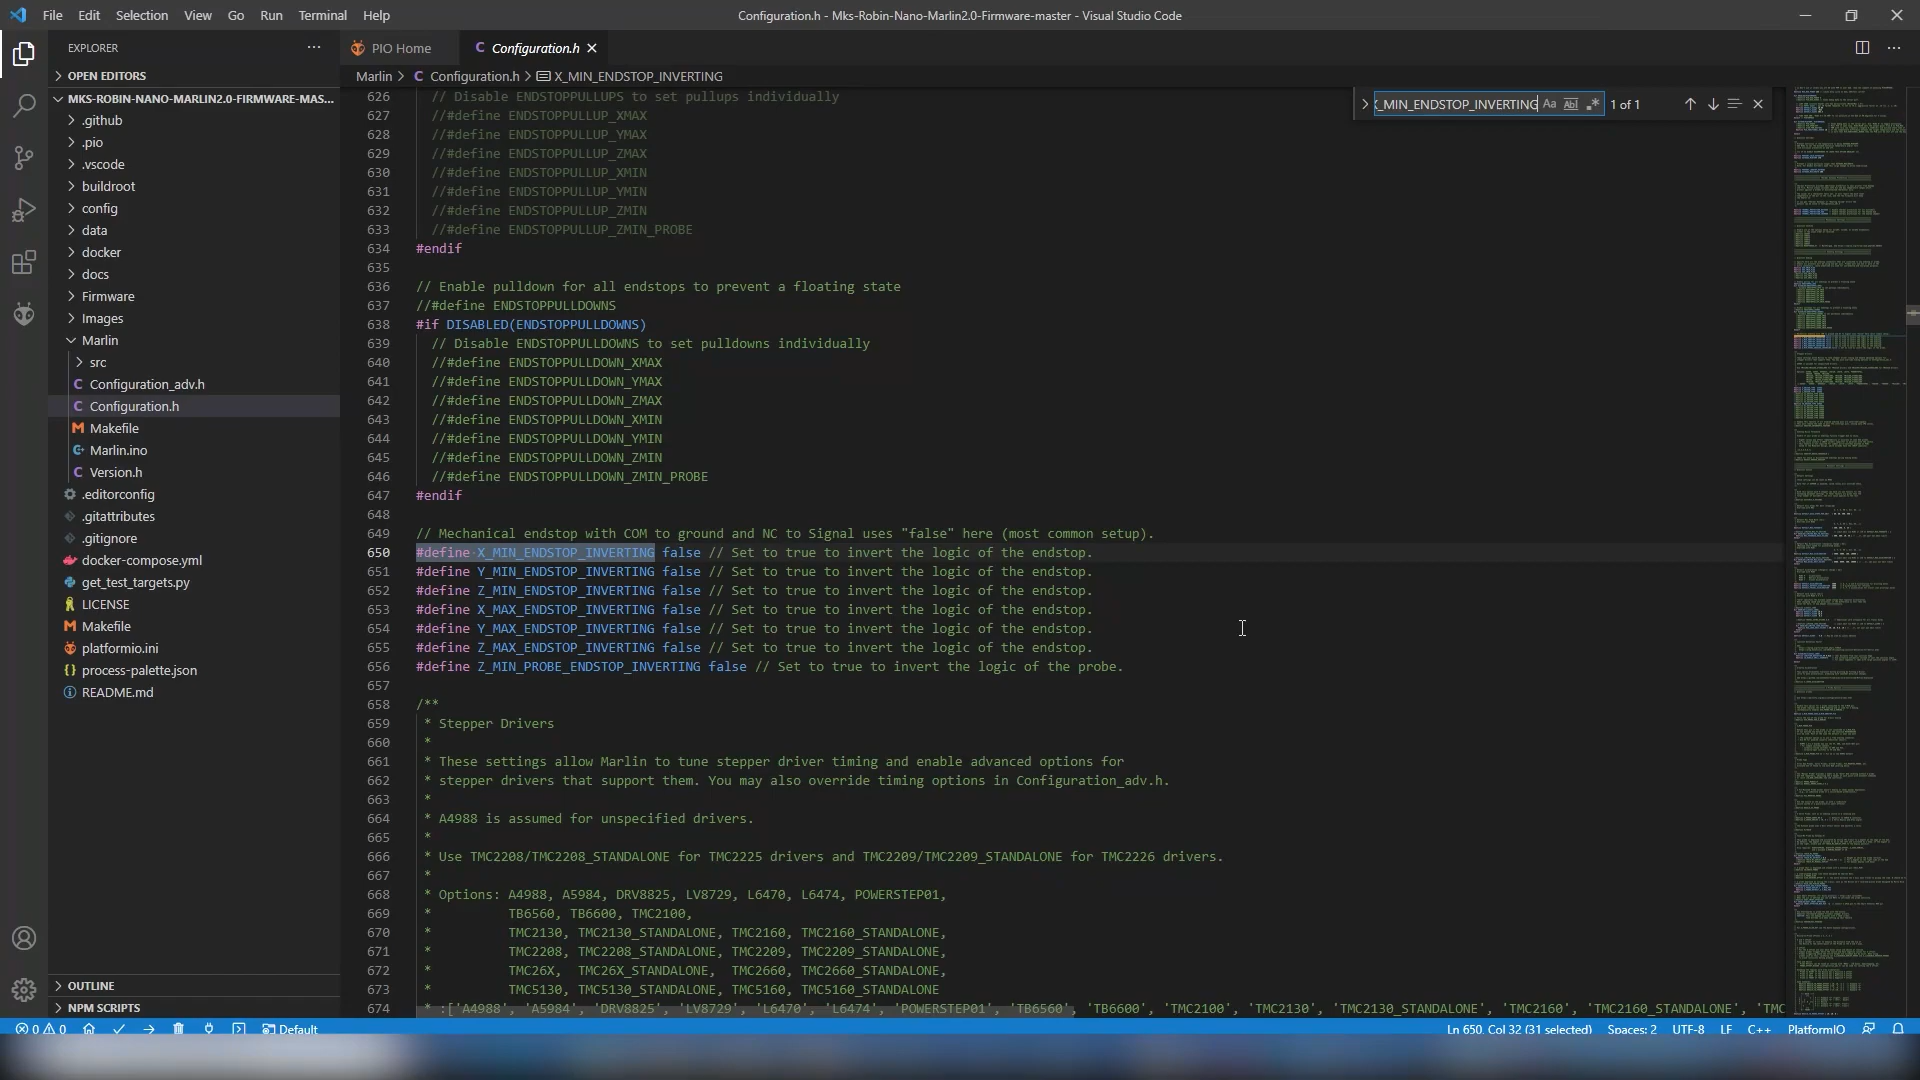 File Edit Selection View Go Run Terminal Help
Configuration.h - Mks-Robin-Nano-Marlin2.0-Firmware-master - Visual Studio Code
EXPLORER
OPEN EDITORS
MKS-ROBIN-NANO-MARLIN2.0-FIRMWARE-MAS...
.github
.pio
.vscode
buildroot
config
data
docker
docs
Firmware
Images
Marlin
src
Configuration_adv.h
Configuration.h
Makefile
Marlin.ino
Version.h
.editorconfig
.gitattributes
.gitignore
docker-compose.yml
get_test_targets.py
LICENSE
Makefile
platformio.ini
process-palette.json
README.md
OUTLINE
NPM SCRIPTS
PIO Home
Configuration.h
Marlin > Configuration.h > X_MIN_ENDSTOP_INVERTING
X_MIN_ENDSTOP_INVERTING Aa Abl .* 1 of 1
626 // Disable ENDSTOPPULLUPS to set pullups individually
627 //#define ENDSTOPPULLUP_XMAX
628 //#define ENDSTOPPULLUP_YMAX
629 //#define ENDSTOPPULLUP_ZMAX
630 //#define ENDSTOPPULLUP_XMIN
631 //#define ENDSTOPPULLUP_YMIN
632 //#define ENDSTOPPULLUP_ZMIN
633 //#define ENDSTOPPULLUP_ZMIN_PROBE
634 #endif
635
636 // Enable pulldown for all endstops to prevent a floating state
637 //#define ENDSTOPPULLDOWNS
638 #if DISABLED(ENDSTOPPULLDOWNS)
639 // Disable ENDSTOPPULLDOWNS to set pulldowns individually
640 //#define ENDSTOPPULLDOWN_XMAX
641 //#define ENDSTOPPULLDOWN_YMAX
642 //#define ENDSTOPPULLDOWN_ZMAX
643 //#define ENDSTOPPULLDOWN_XMIN
644 //#define ENDSTOPPULLDOWN_YMIN
645 //#define ENDSTOPPULLDOWN_ZMIN
646 //#define ENDSTOPPULLDOWN_ZMIN_PROBE
647 #endif
648
649 // Mechanical endstop with COM to ground and NC to Signal uses "false" here (most common setup).
650 #define X_MIN_ENDSTOP_INVERTING false // Set to true to invert the logic of the endstop.
651 #define Y_MIN_ENDSTOP_INVERTING false // Set to true to invert the logic of the endstop.
652 #define Z_MIN_ENDSTOP_INVERTING false // Set to true to invert the logic of the endstop.
653 #define X_MAX_ENDSTOP_INVERTING false // Set to true to invert the logic of the endstop.
654 #define Y_MAX_ENDSTOP_INVERTING false // Set to true to invert the logic of the endstop.
655 #define Z_MAX_ENDSTOP_INVERTING false // Set to true to invert the logic of the endstop.
656 #define Z_MIN_PROBE_ENDSTOP_INVERTING false // Set to true to invert the logic of the probe.
657
658 /**
659 * Stepper Drivers
660 *
661 * These settings allow Marlin to tune stepper driver timing and enable advanced options for
662 * stepper drivers that support them. You may also override timing options in Configuration_adv.h.
663 *
664 * A4988 is assumed for unspecified drivers.
665 *
666 * Use TMC2208/TMC2208_STANDALONE for TMC2225 drivers and TMC2209/TMC2209_STANDALONE for TMC2226 drivers.
667 *
668 * Options: A4988, A5984, DRV8825, LV8729, L6470, L6474, POWERSTEP01,
669 * TB6560, TB6600, TMC2100,
670 * TMC2130, TMC2130_STANDALONE, TMC2160, TMC2160_STANDALONE,
671 * TMC2208, TMC2208_STANDALONE, TMC2209, TMC2209_STANDALONE,
672 * TMC26X, TMC26X_STANDALONE, TMC2660, TMC2660_STANDALONE,
673 * TMC5130, TMC5130_STANDALONE, TMC5160, TMC5160_STANDALONE
674 * :['A4988', 'A5984', 'DRV8825', 'LV8729', 'L6470', 'L6474', 'POWERSTEP01', 'TB6560', 'TB6600', 'TMC2100', 'TMC2130', 'TMC2130_STANDALONE', 'TMC2160', 'TMC2160_STANDALONE', 'TMC
0 0 Default
Ln 650, Col 32 (31 selected) Spaces: 2 UTF-8 LF C++ PlatformIO